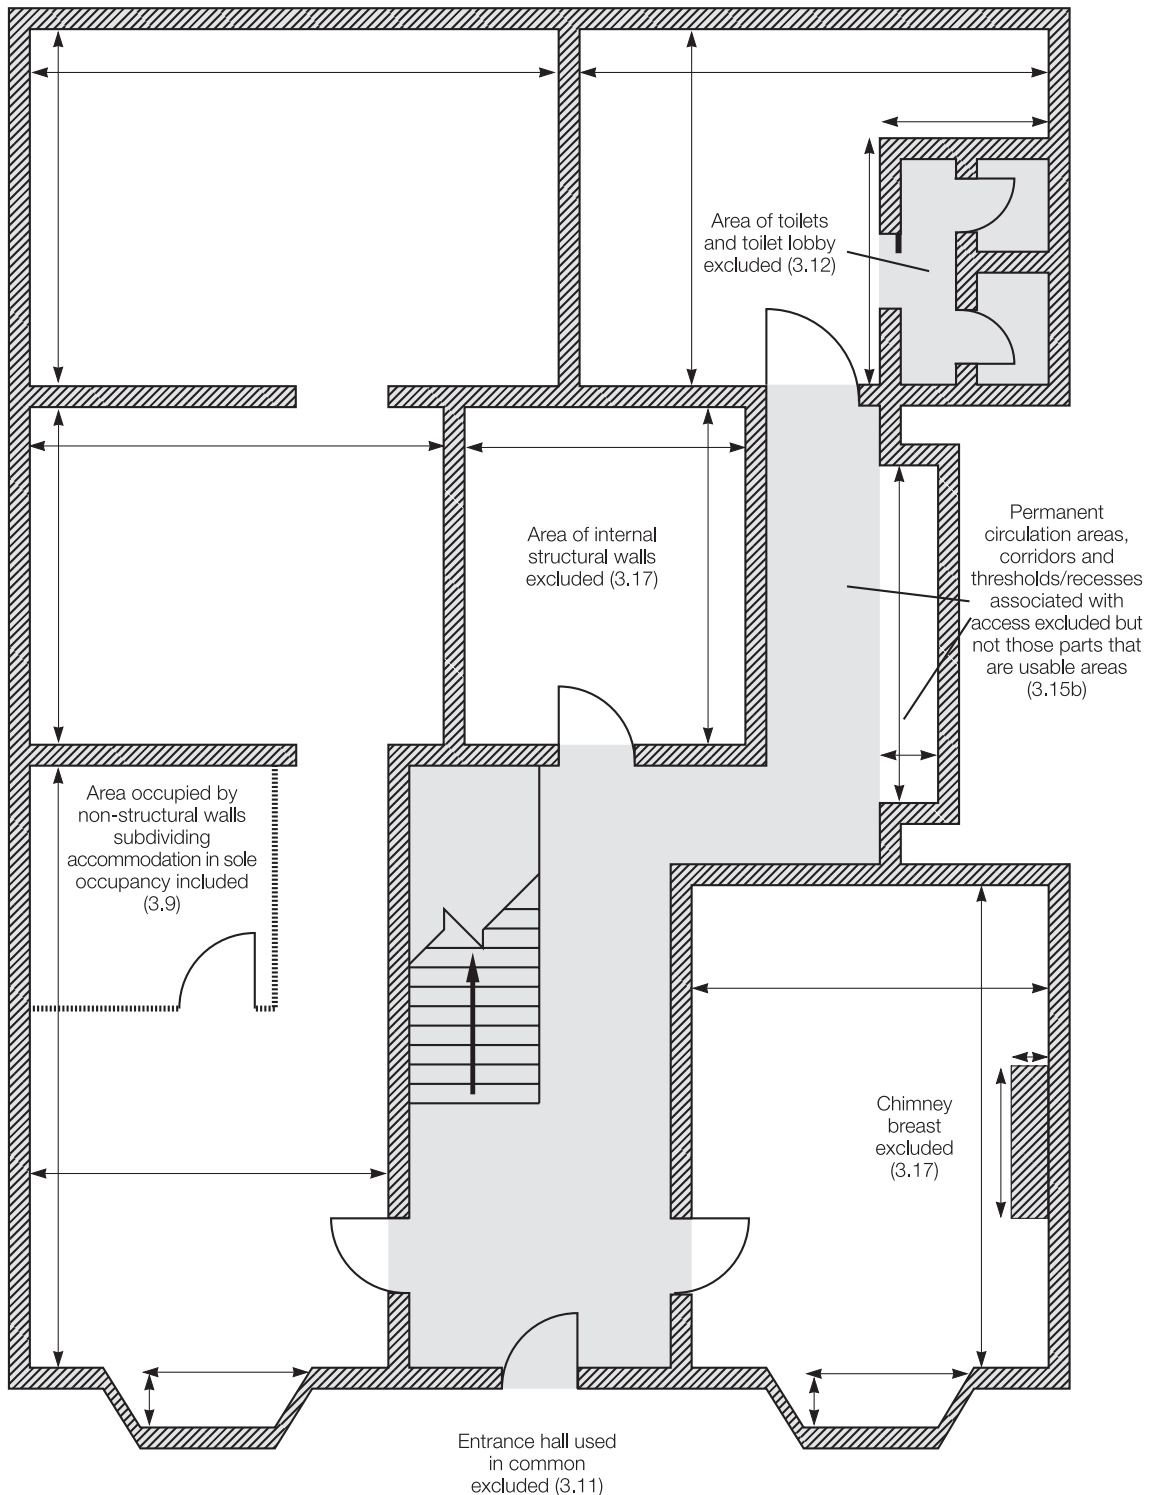 Area of toilets
and toilet lobby
excluded (3.12)
Area of internal
structural walls
excluded (3.17)
Permanent
circulation areas,
corridors and
thresholds/recesses
associated with
access excluded but
not those parts that
are usable areas
(3.15b)
Area occupied by
non-structural walls
subdividing
accommodation in sole
occupancy included
(3.9)
Chimney
breast
excluded
(3.17)
Entrance hall used
in common
excluded (3.11)